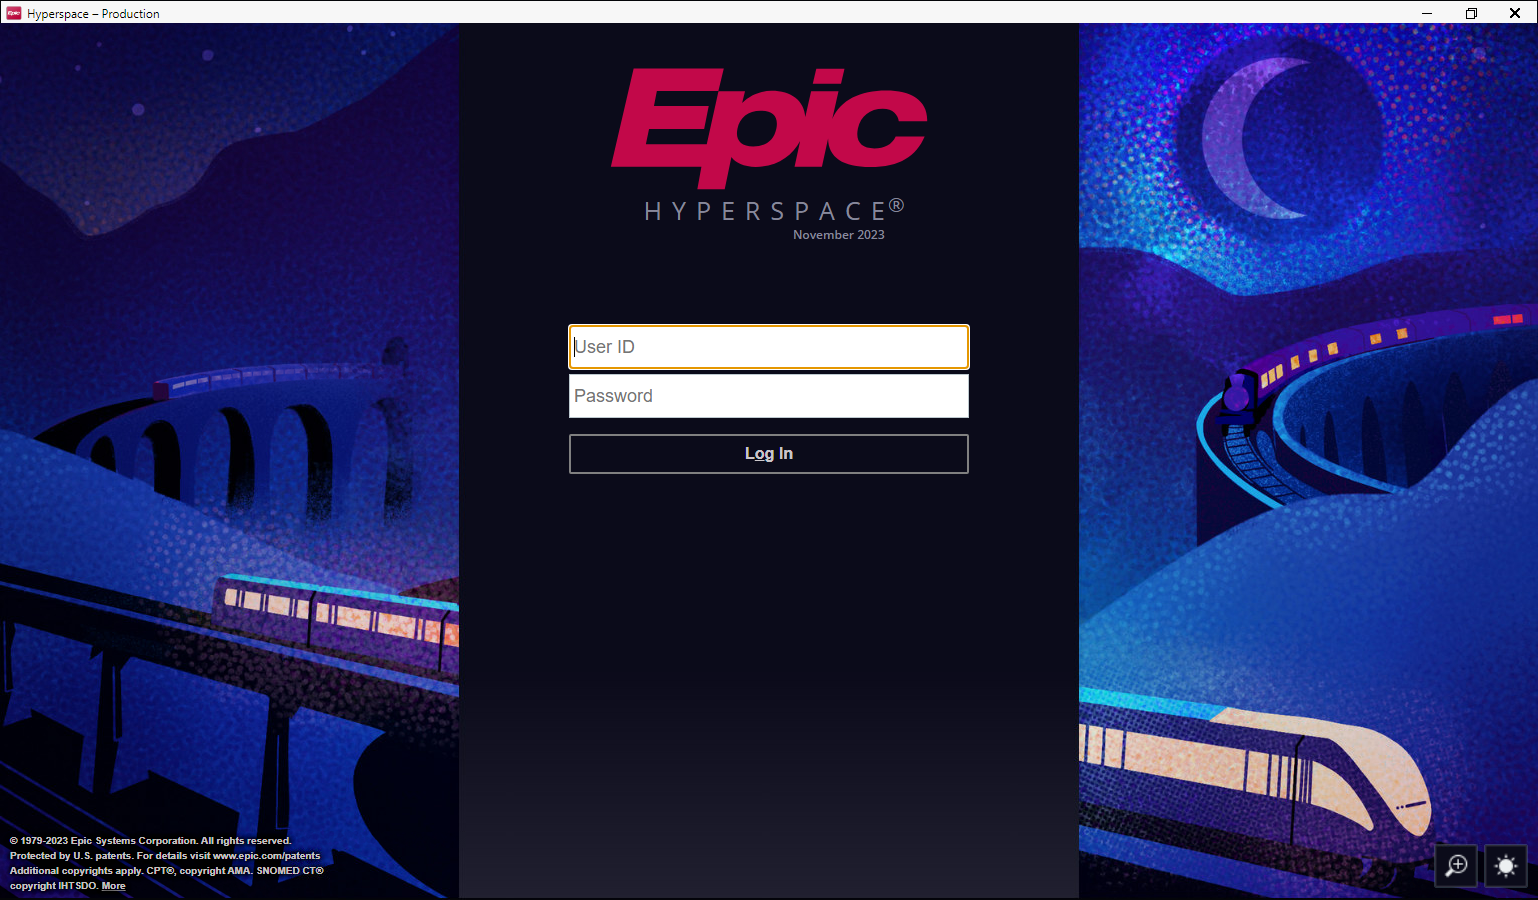 Epic
Hyperspace – Production
Epic
HYPERSPACE®
November 2023
User ID
Password
Log In
© 1979-2023 Epic Systems Corporation. All rights reserved.
Protected by U.S. patents. For details visit www.epic.com/patents
Additional copyrights apply. CPT®, copyright AMA. SNOMED CT®
copyright IHTSDO. More